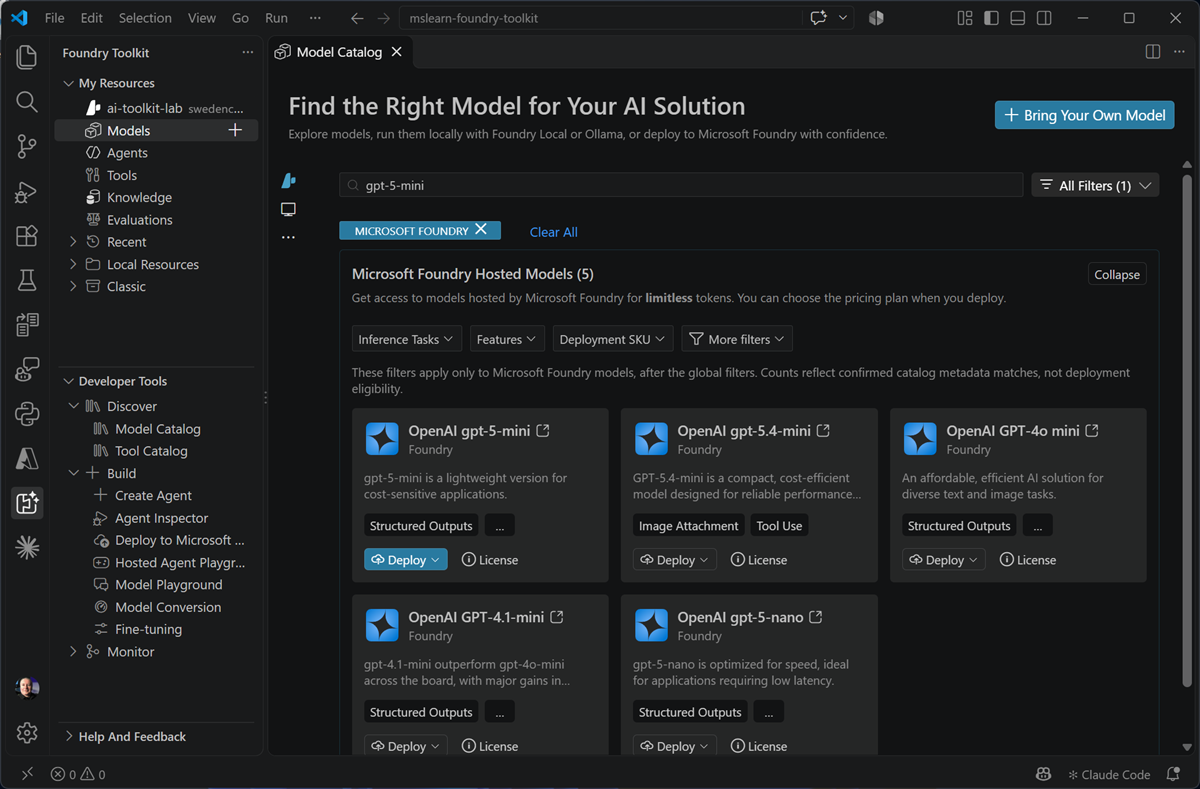 File Edit Selection View Go Run ···
mslearn-foundry-toolkit
Foundry Toolkit ···
My Resources
ai-toolkit-lab swedenc...
Models
Agents
Tools
Knowledge
Evaluations
Recent
Local Resources
Classic
Developer Tools
Discover
Model Catalog
Tool Catalog
Build
Create Agent
Agent Inspector
Deploy to Microsoft ...
Hosted Agent Playgr...
Model Playground
Model Conversion
Fine-tuning
Monitor
Help And Feedback
Model Catalog
Find the Right Model for Your AI Solution
Explore models, run them locally with Foundry Local or Ollama, or deploy to Microsoft Foundry with confidence.
Bring Your Own Model
gpt-5-mini
All Filters (1)
MICROSOFT FOUNDRY
Clear All
Microsoft Foundry Hosted Models (5)
Collapse
Get access to models hosted by Microsoft Foundry for limitless tokens. You can choose the pricing plan when you deploy.
Inference Tasks
Features
Deployment SKU
More filters
These filters apply only to Microsoft Foundry models, after the global filters. Counts reflect confirmed catalog metadata matches, not deployment
eligibility.
OpenAI gpt-5-mini
Foundry
gpt-5-mini is a lightweight version for
cost-sensitive applications.
Structured Outputs ...
Deploy License
OpenAI gpt-5.4-mini
Foundry
GPT-5.4-mini is a compact, cost-efficient
model designed for reliable performance...
Image Attachment Tool Use
Deploy License
OpenAI GPT-4o mini
Foundry
An affordable, efficient AI solution for
diverse text and image tasks.
Structured Outputs ...
Deploy License
OpenAI GPT-4.1-mini
Foundry
gpt-4.1-mini outperform gpt-4o-mini
across the board, with major gains in...
Structured Outputs ...
Deploy License
OpenAI gpt-5-nano
Foundry
gpt-5-nano is optimized for speed, ideal
for applications requiring low latency.
Structured Outputs ...
Deploy License
0 0
Claude Code